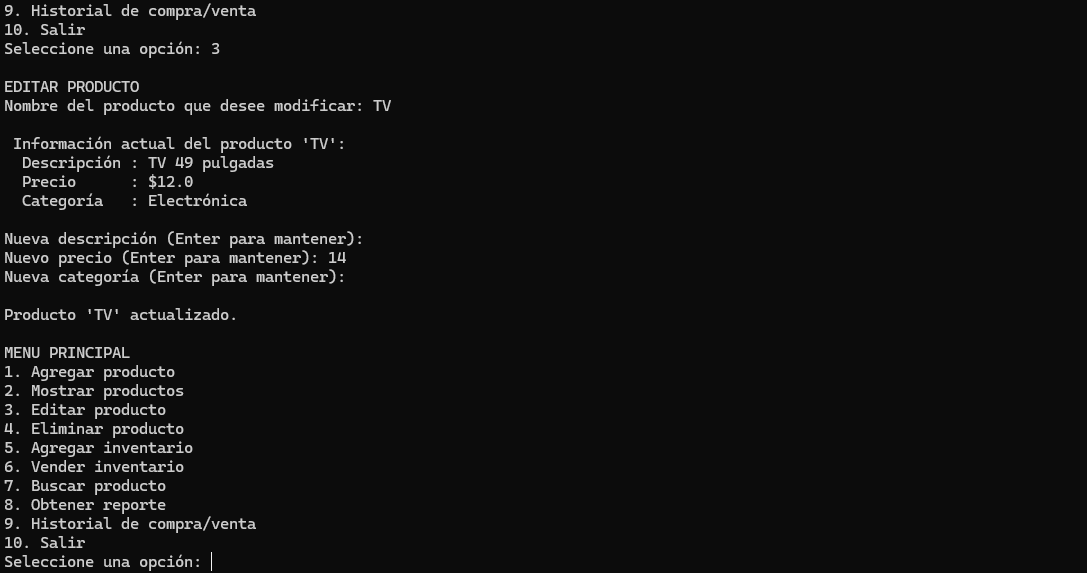 9. Historial de compra/venta
10. Salir
Seleccione una opción: 3
EDITAR PRODUCTO
Nombre del producto que desee modificar: TV
Información actual del producto 'TV':
Descripción : TV 49 pulgadas
Precio      : $12.0
Categoría   : Electrónica
Nueva descripción (Enter para mantener):
Nuevo precio (Enter para mantener): 14
Nueva categoría (Enter para mantener):
Producto 'TV' actualizado.
MENU PRINCIPAL
1. Agregar producto
2. Mostrar productos
3. Editar producto
4. Eliminar producto
5. Agregar inventario
6. Vender inventario
7. Buscar producto
8. Obtener reporte
9. Historial de compra/venta
10. Salir
Seleccione una opción: